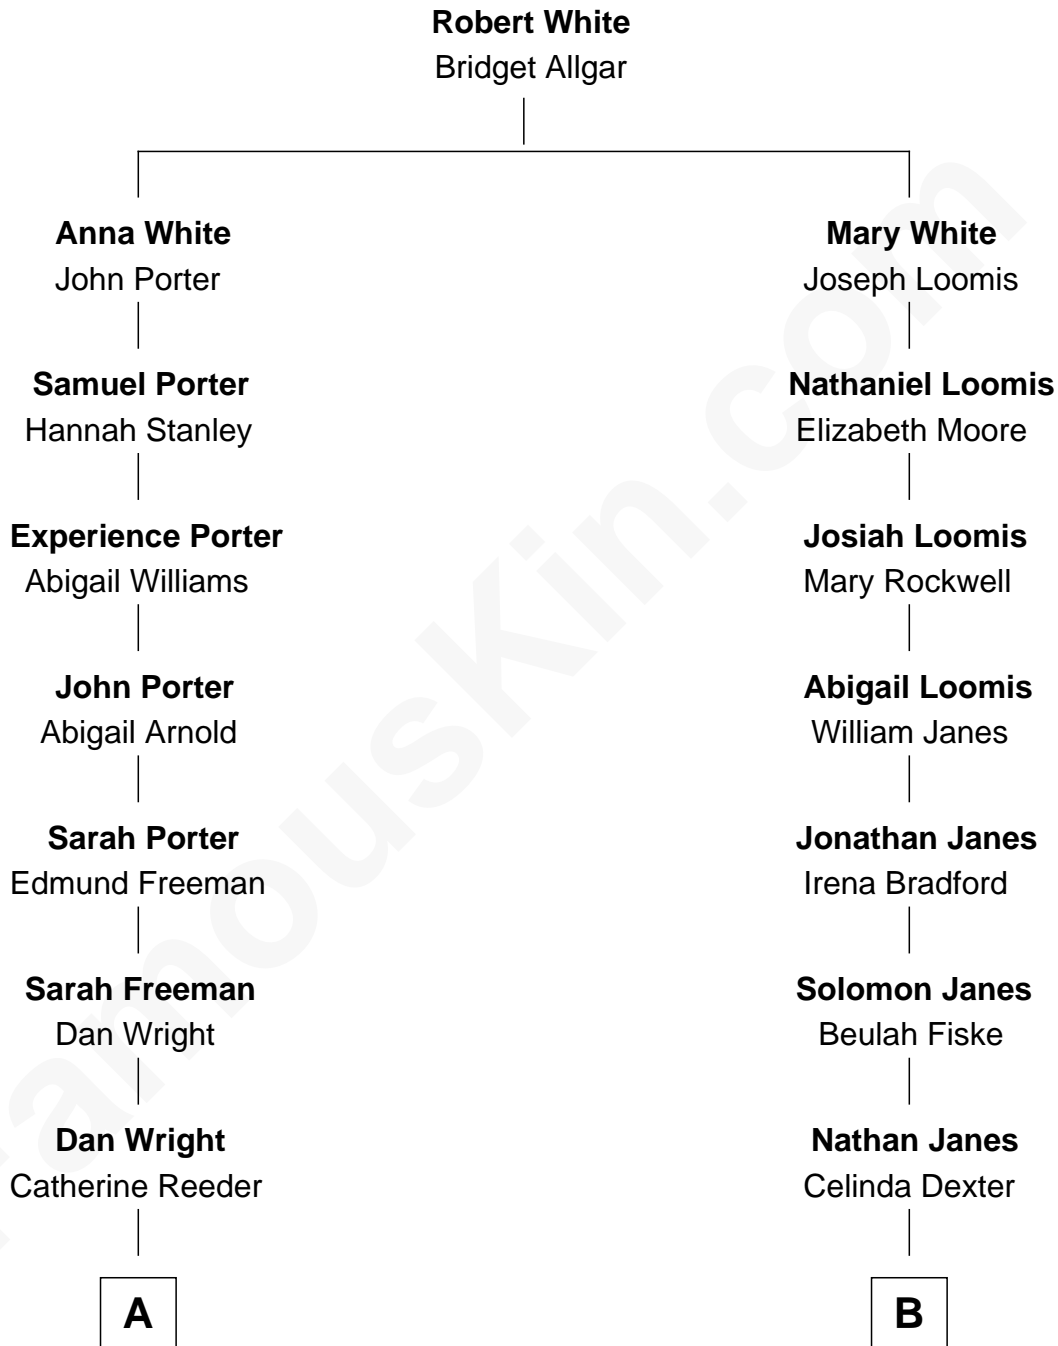 Robert White
Bridget Allgar
Anna White
John Porter
Mary White
Joseph Loomis
Samuel Porter
Hannah Stanley
Nathaniel Loomis
Elizabeth Moore
Experience Porter
Abigail Williams
Josiah Loomis
Mary Rockwell
John Porter
Abigail Arnold
Abigail Loomis
William Janes
Sarah Porter
Edmund Freeman
Jonathan Janes
Irena Bradford
Sarah Freeman
Dan Wright
Solomon Janes
Beulah Fiske
Dan Wright
Catherine Reeder
Nathan Janes
Celinda Dexter
A
B
FamousKin.com